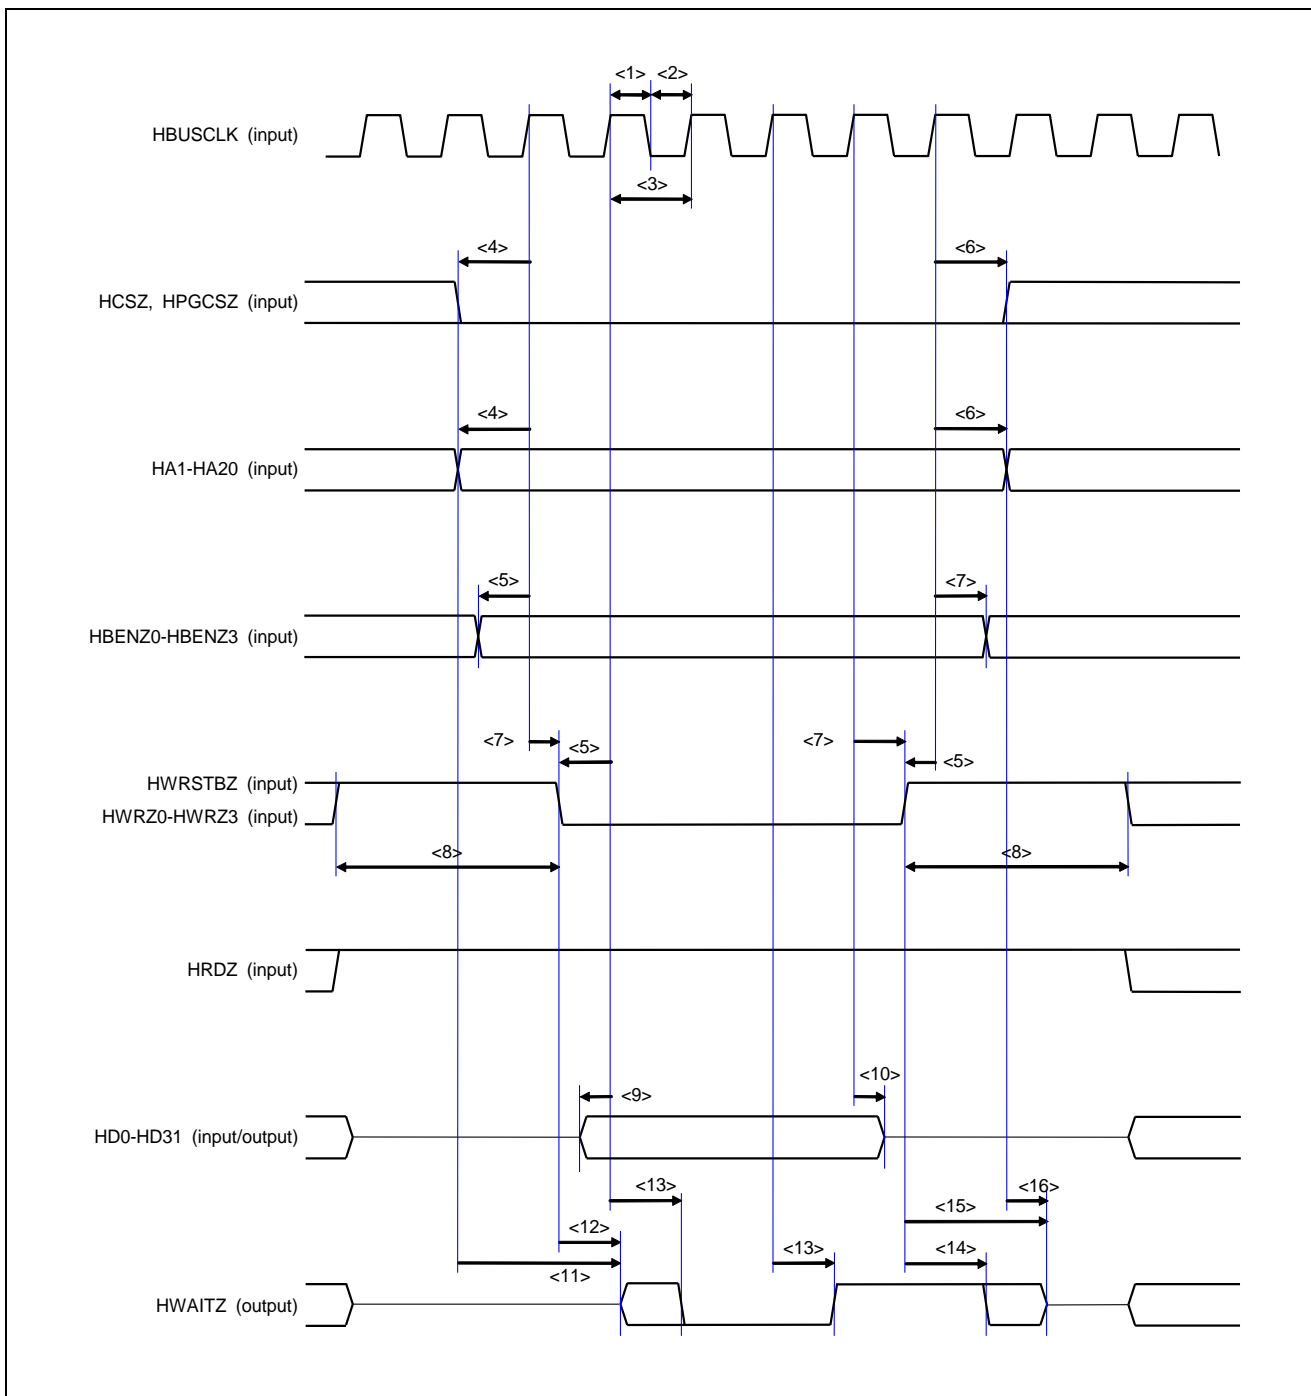 <1> <2>
HBUSCLK (input)
<3>
<4> <6>
HCSZ, HPGCSZ (input)
<4> <6>
HA1-HA20 (input)
<5> <7>
HBENZ0-HBENZ3 (input)
<7> <5> <7> <5>
HWRSTBZ (input)
HWRZ0-HWRZ3 (input)
<8> <8>
HRDZ (input)
<10>
<9>
HD0-HD31 (input/output)
<13> <16>
<15>
<12> <13> <14>
<11>
HWAITZ (output)